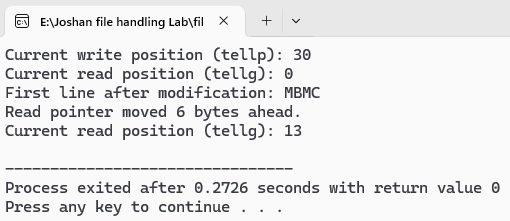 E:\Joshan file handling Lab\fil
Current write position (tellp): 30
Current read position (tellg): 0
First line after modification: MBMC
Read pointer moved 6 bytes ahead.
Current read position (tellg): 13
--------------------------------
Process exited after 0.2726 seconds with return value 0
Press any key to continue . . .